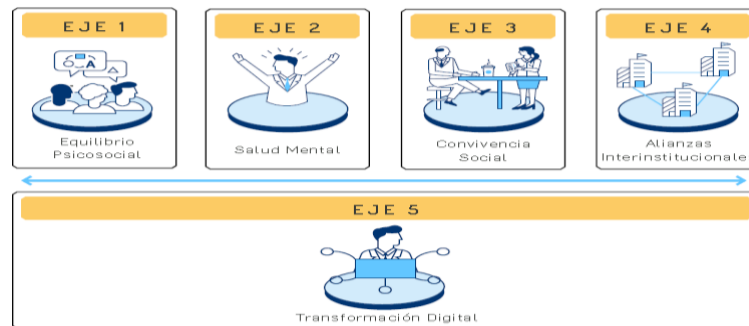 EJE 1
EJE 2
EJE 3
EJE 4
A
Equilibrio
Psicosocial
Salud Mental
Convivencia
Social
Alianzas
Interinstitucionale
EJE 5
Transformación Digital